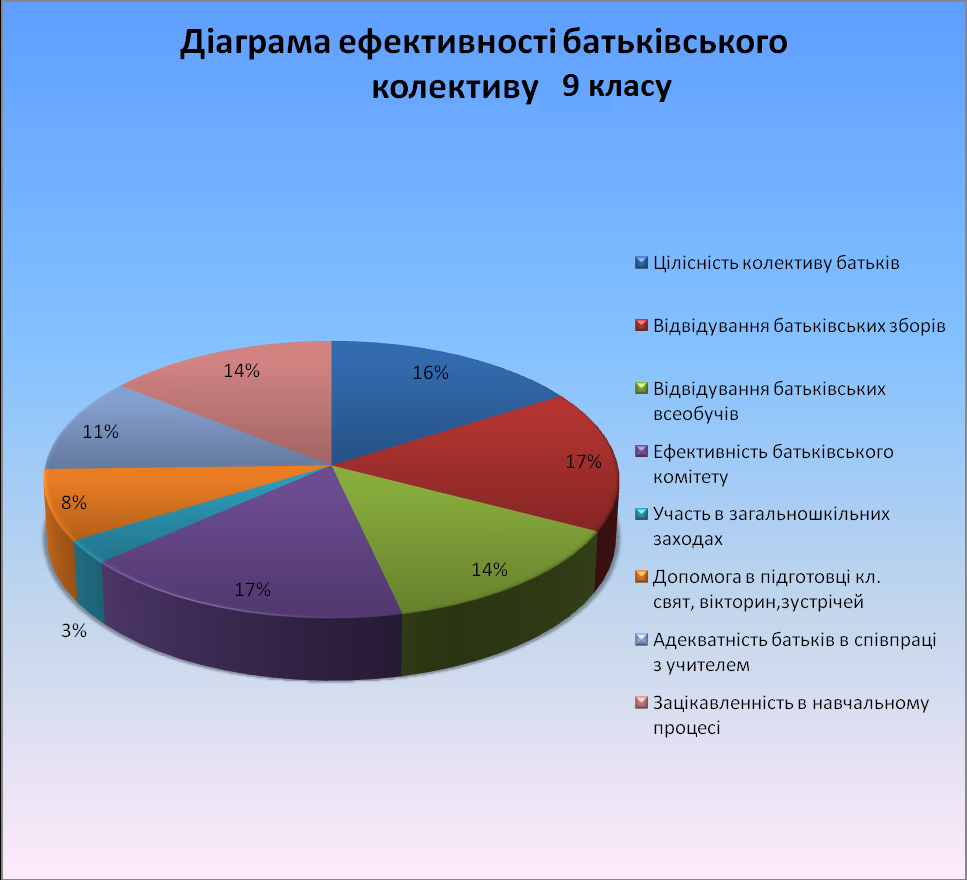 Діаграма ефективності батьківського
колективу 9 класу
Цілісність колективу батьків
Відвідування батьківських зборів
Відвідування батьківських
всеобучів
Ефективність батьківського
комітету
Участь в загальношкільних
заходах
Допомога в підготовці кл.
свят, вікторин,зустрічей
Адекватність батьків в співпраці
з учителем
Зацікавленність в навчальному
процесі
16%
17%
14%
17%
3%
8%
11%
14%